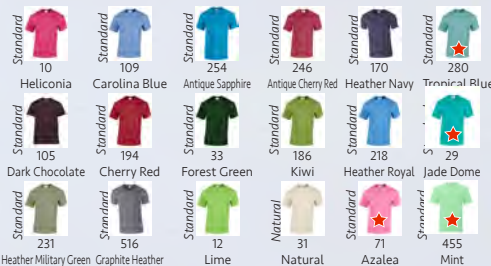 Standard Standard Standard Standard Standard Standard
10 109 254 246 170 280
Heliconia Carolina Blue Antique Sapphire Antique Cherry Red Heather Navy Tropical Blue
Standard Standard Standard Standard Standard
105 194 33 186 218 29
Dark Chocolate Cherry Red Forest Green Kiwi Heather Royal Jade Dome
Standard Standard Standard Natural Standard Standard
231 516 12 31 71 455
Heather Military Green Graphite Heather Lime Natural Azalea Mint